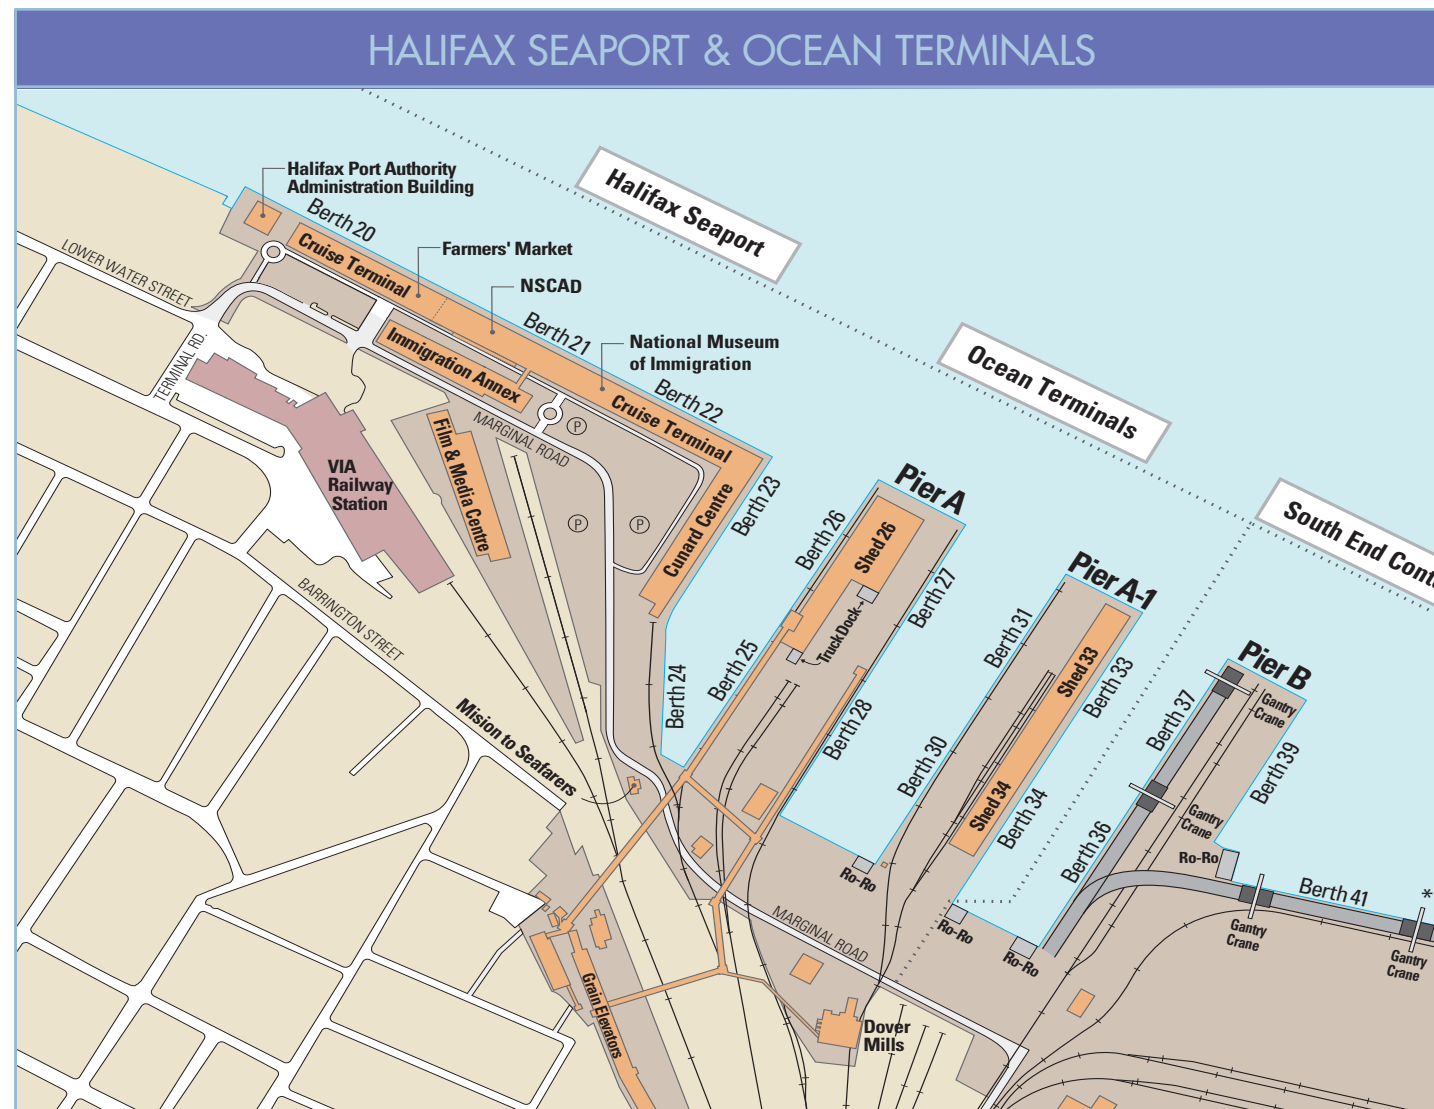 HALIFAX SEAPORT & OCEAN TERMINALS
Halifax Port Authority
Administration Building
Halifax Seaport
Berth 20
Cruise Terminal
Farmers' Market
LOWER WATER STREET
NSCAD
Berth 21
National Museum
of Immigration
Immigration Annex
TERMINAL RD.
Berth 22
Cruise Terminal
Ocean Terminals
MARGINAL ROAD
P
P
P
Film & Media Centre
VIA
Railway
Station
Cunard Centre
Berth 23
Pier A
Berth 26
Shed 26
South End Cont
BARRINGTON STREET
Truck Dock
Berth 27
Pier A-1
Berth 31
Berth 24
Berth 25
Shed 33
Berth 33
Pier B
Gantry
Crane
Berth 37
Mision to Seafarers
Berth 28
Berth 30
Berth 39
Shed 34
Berth 34
Gantry
Crane
Berth 36
Ro-Ro
Ro-Ro
Berth 41
*
MARGINAL ROAD
Ro-Ro
Ro-Ro
Gantry
Crane
Gantry
Crane
Grain Elevators
Dover
Mills